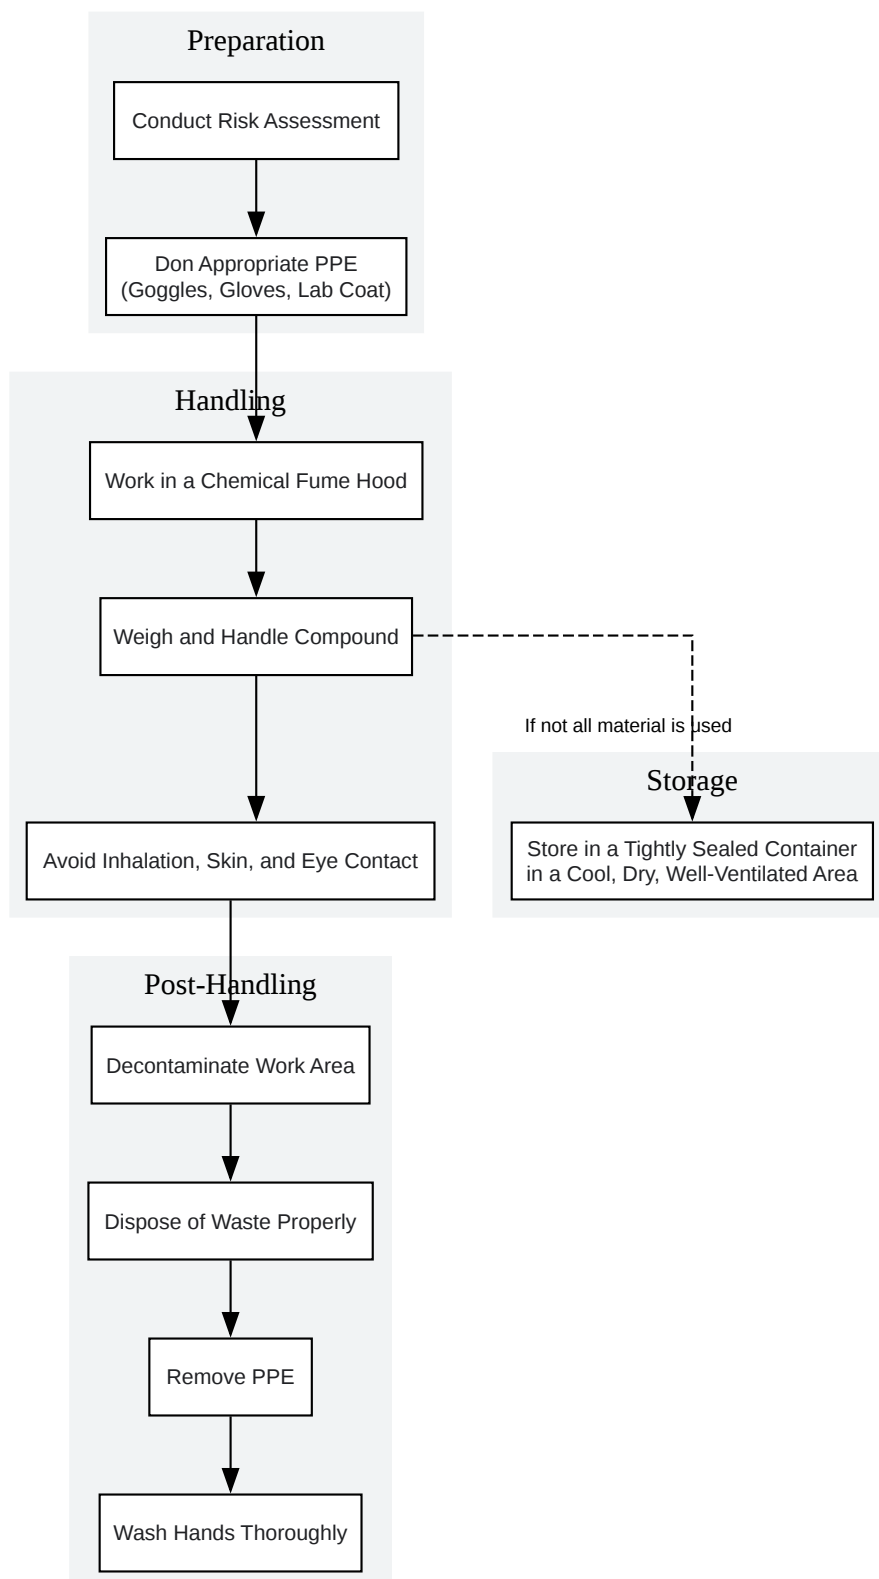 Preparation
Conduct Risk Assessment
Don Appropriate PPE
(Goggles, Gloves, Lab Coat)
Handling
Work in a Chemical Fume Hood
Weigh and Handle Compound
If not all material is used
Storage
Store in a Tightly Sealed Container
in a Cool, Dry, Well-Ventilated Area
Avoid Inhalation, Skin, and Eye Contact
Post-Handling
Decontaminate Work Area
Dispose of Waste Properly
Remove PPE
Wash Hands Thoroughly